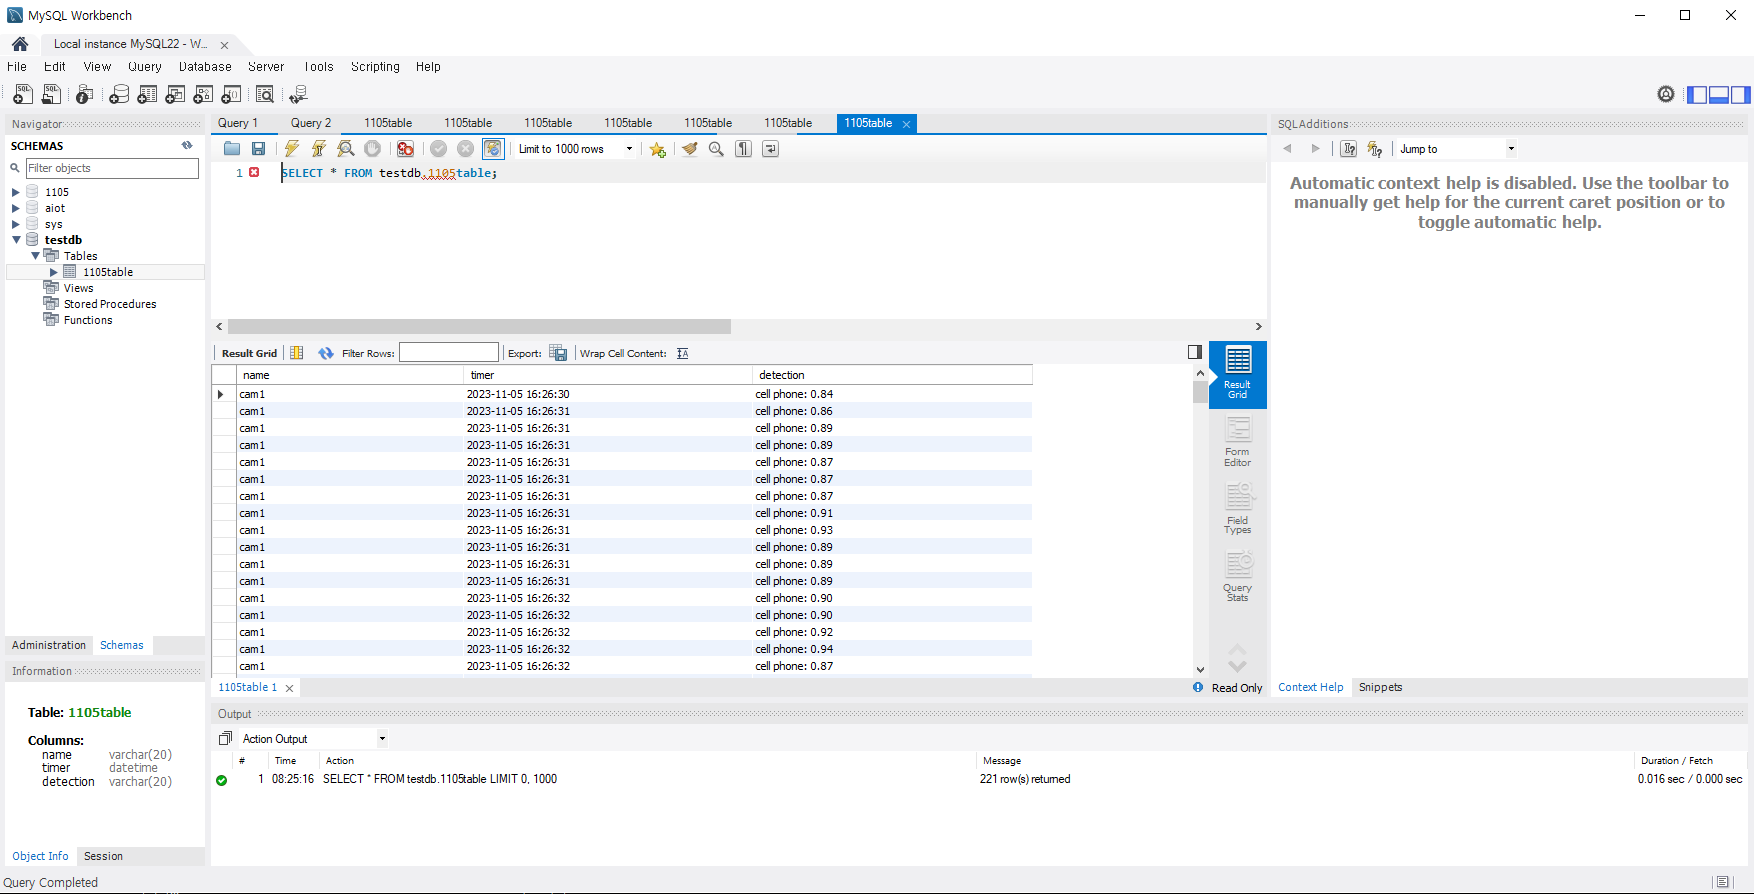 MySQL Workbench
Local instance MySQL22 - W...
File Edit View Query Database Server Tools Scripting Help
Navigator
SCHEMAS
Filter objects
1105
aiot
sys
testdb
Tables
1105table
Views
Stored Procedures
Functions
Administration Schemas
Information
Table: 1105table
Columns:
name varchar(20)
timer datetime
detection varchar(20)
Object Info Session
Query 1 Query 2 1105table 1105table 1105table 1105table 1105table 1105table 1105table
Limit to 1000 rows
1 SELECT * FROM testdb.1105table;
Result Grid Filter Rows: Export: Wrap Cell Content:
name timer detection
cam1 2023-11-05 16:26:30 cell phone: 0.84
cam1 2023-11-05 16:26:31 cell phone: 0.86
cam1 2023-11-05 16:26:31 cell phone: 0.89
cam1 2023-11-05 16:26:31 cell phone: 0.89
cam1 2023-11-05 16:26:31 cell phone: 0.87
cam1 2023-11-05 16:26:31 cell phone: 0.87
cam1 2023-11-05 16:26:31 cell phone: 0.87
cam1 2023-11-05 16:26:31 cell phone: 0.91
cam1 2023-11-05 16:26:31 cell phone: 0.93
cam1 2023-11-05 16:26:31 cell phone: 0.89
cam1 2023-11-05 16:26:31 cell phone: 0.89
cam1 2023-11-05 16:26:31 cell phone: 0.89
cam1 2023-11-05 16:26:32 cell phone: 0.90
cam1 2023-11-05 16:26:32 cell phone: 0.90
cam1 2023-11-05 16:26:32 cell phone: 0.92
cam1 2023-11-05 16:26:32 cell phone: 0.94
cam1 2023-11-05 16:26:32 cell phone: 0.87
Result
Grid
Form
Editor
Field
Types
Query
Stats
1105table 1
Read Only
SQLAdditions
Jump to
Automatic context help is disabled. Use the toolbar to
manually get help for the current caret position or to
toggle automatic help.
Context Help Snippets
Output
Action Output
# Time Action Message Duration / Fetch
1 08:25:16 SELECT * FROM testdb.1105table LIMIT 0, 1000 221 row(s) returned 0.016 sec / 0.000 sec
Query Completed